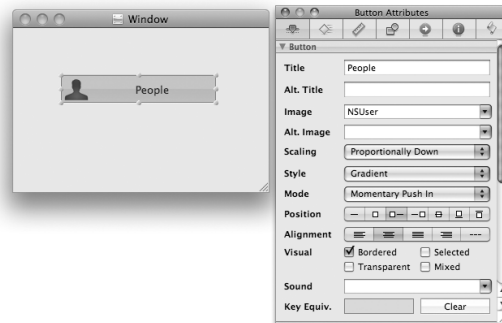 Window
People
Button Attributes
Button
Title People
Alt. Title
Image NSUser
Alt. Image
Scaling Proportionally Down
Style Gradient
Mode Momentary Push In
Position
Alignment
Visual Bordered Selected
Transparent Mixed
Sound
Key Equiv. Clear